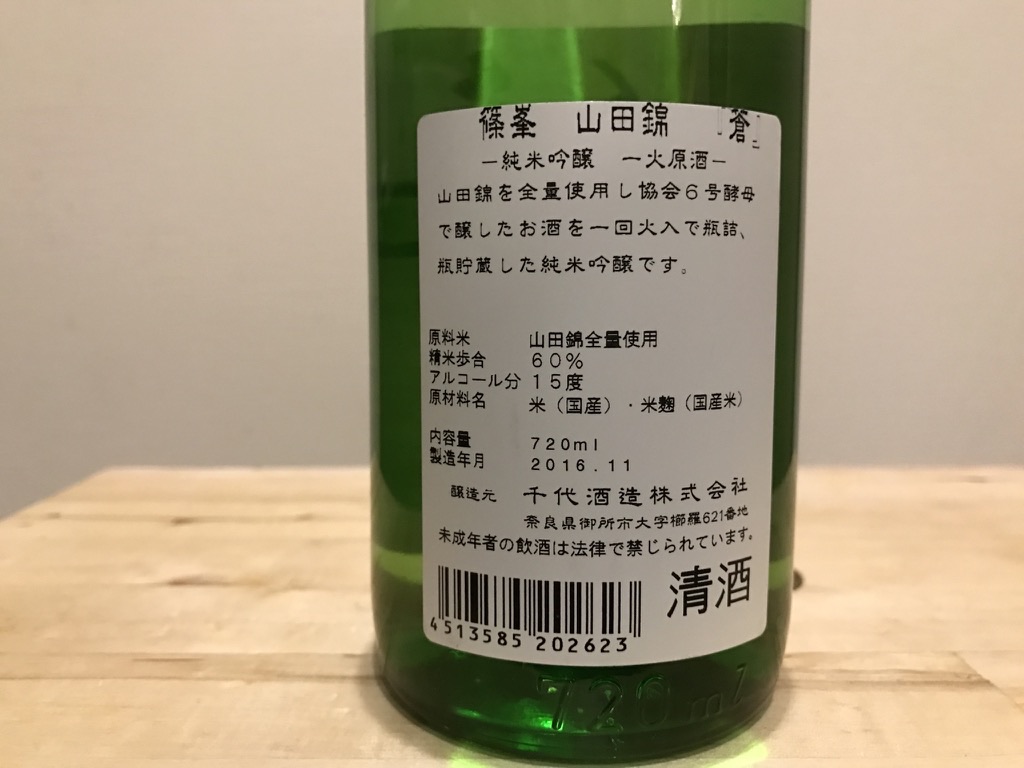 篠峯 山田錦 『蒼』
－純米吟醸 一火原酒－
山田錦を全量使用し協会6号酵母
で醸したお酒を一回火入で瓶詰、
瓶貯蔵した純米吟醸です。
原料米 山田錦全量使用
精米歩合 60%
アルコール分 15度
原材料名 米（国産）・米麹（国産米）
内容量 720ml
製造年月 2016.11
醸造元 千代酒造株式会社
奈良県御所市大字櫛羅621番地
未成年者の飲酒は法律で禁じられています。
清酒
4513585 202623
720ml